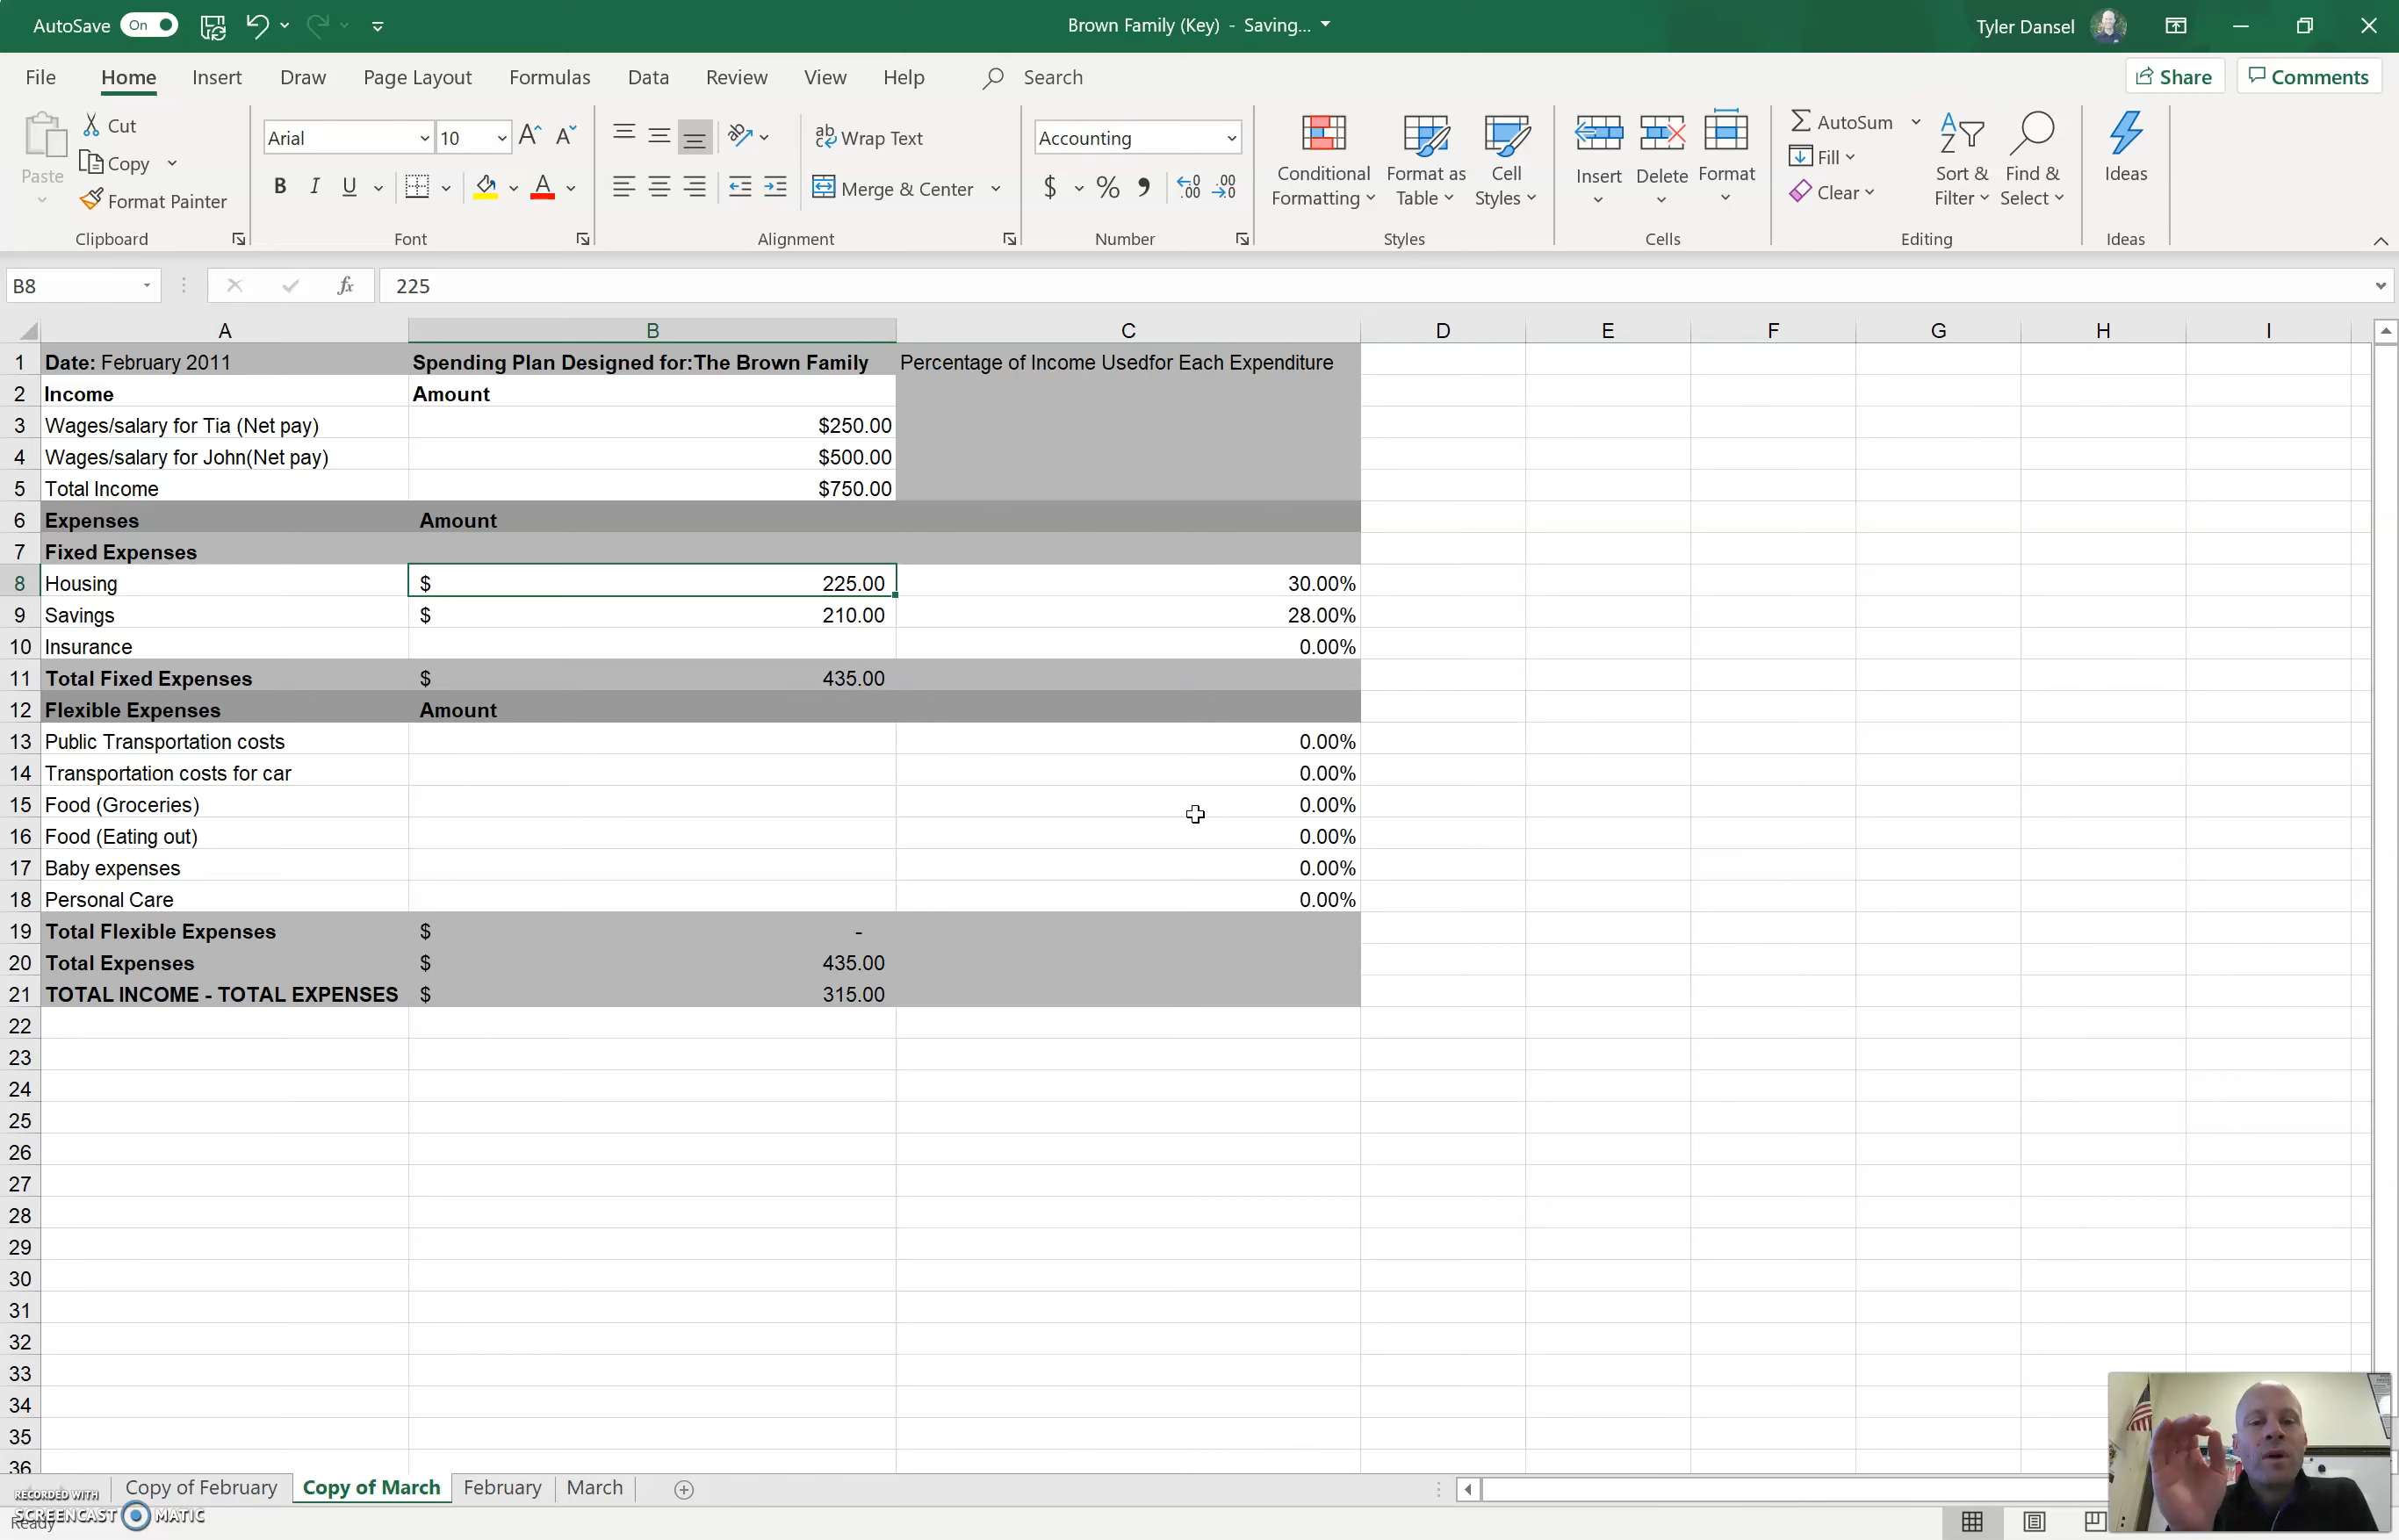 AutoSave On
Brown Family (Key) - Saving...
Tyler Dansel
File Home Insert Draw Page Layout Formulas Data Review View Help Search Share Comments
Paste
Cut
Copy
Format Painter
Clipboard
Arial 10
B I U A
Font
Wrap Text
Merge & Center
Alignment
Accounting
$ % ,
Number
Conditional Formatting
Format as Table
Cell Styles
Styles
Insert
Delete
Format
Cells
AutoSum
Fill
Clear
Sort & Filter
Find & Select
Editing
Ideas
Ideas
B8 fx 225
A B C D E F G H I
1 Date: February 2011 Spending Plan Designed for:The Brown Family Percentage of Income Usedfor Each Expenditure
2 Income Amount
3 Wages/salary for Tia (Net pay) $250.00
4 Wages/salary for John(Net pay) $500.00
5 Total Income $750.00
6 Expenses Amount
7 Fixed Expenses
8 Housing $ 225.00 30.00%
9 Savings $ 210.00 28.00%
10 Insurance 0.00%
11 Total Fixed Expenses $ 435.00
12 Flexible Expenses Amount
13 Public Transportation costs 0.00%
14 Transportation costs for car 0.00%
15 Food (Groceries) 0.00%
16 Food (Eating out) 0.00%
17 Baby expenses 0.00%
18 Personal Care 0.00%
19 Total Flexible Expenses $ -
20 Total Expenses $ 435.00
21 TOTAL INCOME - TOTAL EXPENSES $ 315.00
22
23
24
25
26
27
28
29
30
31
32
33
34
35
36
Copy of February Copy of March February March
RECORDED WITH
SCREENCAST MATIC
Ready